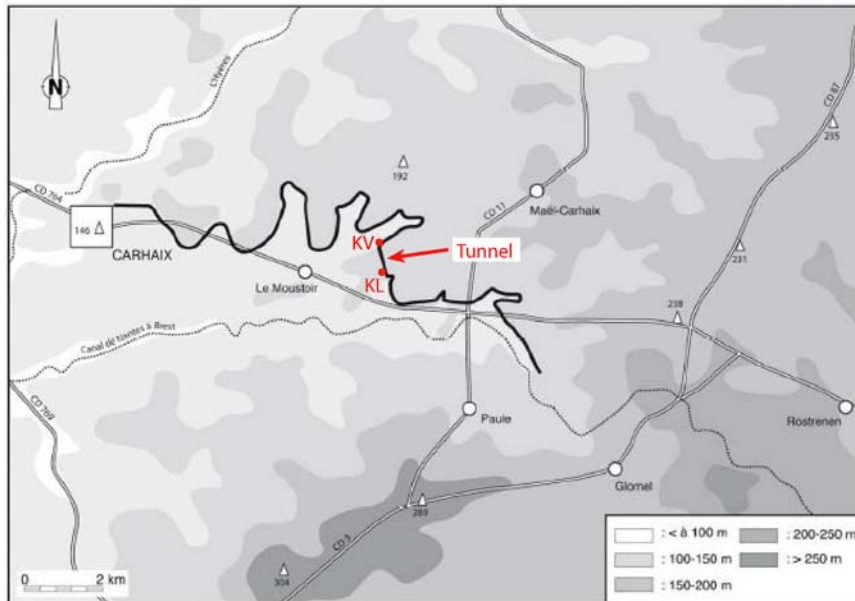 N
L'Hyères
CD 87
235
192
CD 764
Maël-Carhaix
CD 11
146
CARHAIX
KV
Tunnel
231
KL
Le Moustoir
238
Canal de Nantes à Brest
CD 769
Paule
Rostrenen
Glomel
289
CD 3
304
0 2 km
: < à 100 m
: 100-150 m
: 150-200 m
: 200-250 m
: > 250 m